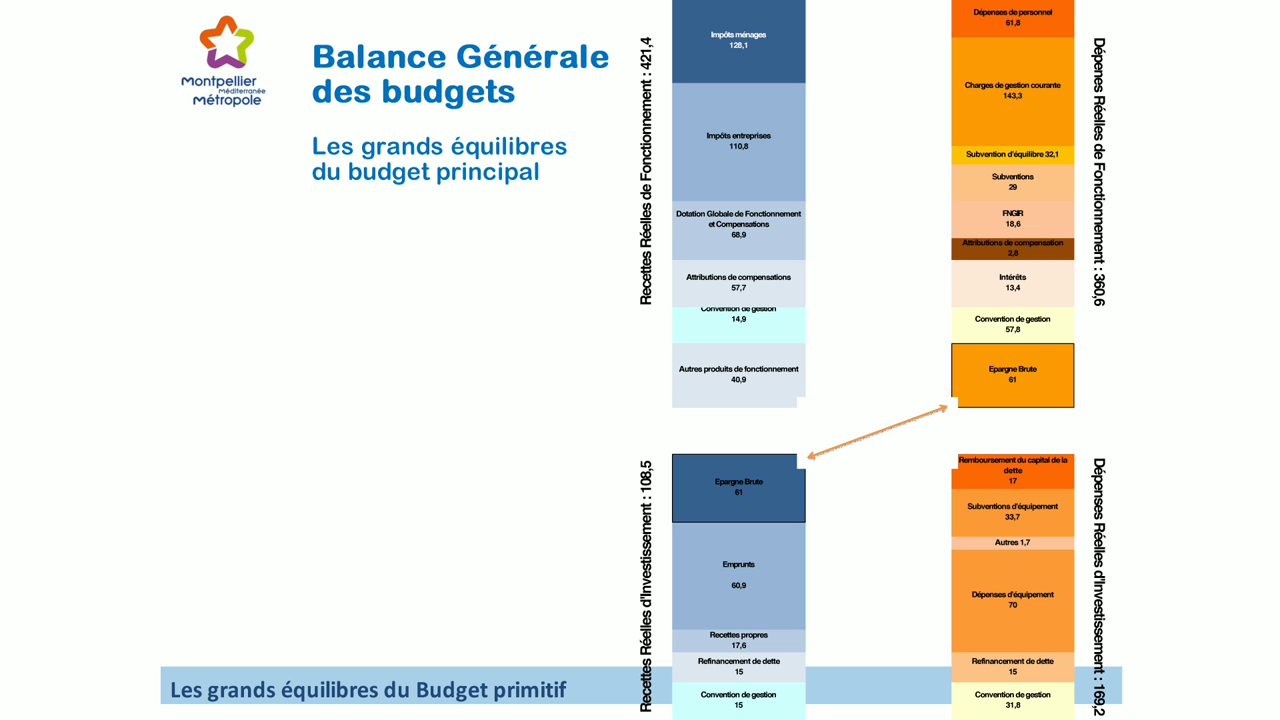 Montpellier
Méditerranée
Métropole
Balance Générale
des budgets
Les grands équilibres
du budget principal
Recettes Réelles de Fonctionnement : 421,4
Impôts ménages
128,1
Impôts entreprises
110,8
Dotation Globale de Fonctionnement
et Compensations
68,9
Attributions de compensations
57,7
Convention de gestion
14,9
Autres produits de fonctionnement
40,9
Dépenses de personnel
61,8
Charges de gestion courante
143,3
Subvention d'équilibre 32,1
Subventions
29
FNGIR
18,6
Attributions de compensation
2,8
Intérêts
13,4
Convention de gestion
57,8
Epargne Brute
61
Dépenes Réelles de Fonctionnement : 360,6
Recettes Réelles d'Investissement : 108,5
Epargne Brute
61
Emprunts
60,9
Recettes propres
17,6
Refinancement de dette
15
Convention de gestion
15
Remboursement du capital de la
dette
17
Subventions d'équipement
33,7
Autres 1,7
Dépenses d'équipement
70
Refinancement de dette
15
Convention de gestion
31,8
Dépenses Réelles d'Investissement : 169,2
Les grands équilibres du Budget primitif